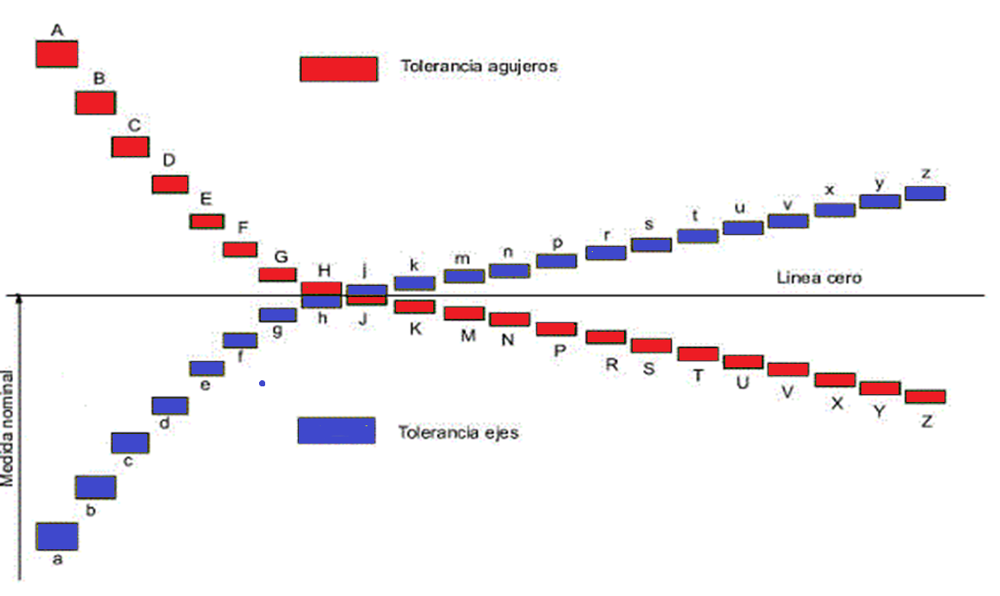 A
Tolerancia agujeros
B
C
D
E
F
G
H
j
k
m
n
p
r
s
t
u
v
x
y
z
Linea cero
g
h
J
K
M
N
P
R
S
T
U
V
X
Y
Z
f
e
d
c
b
a
Tolerancia ejes
Medida nominal